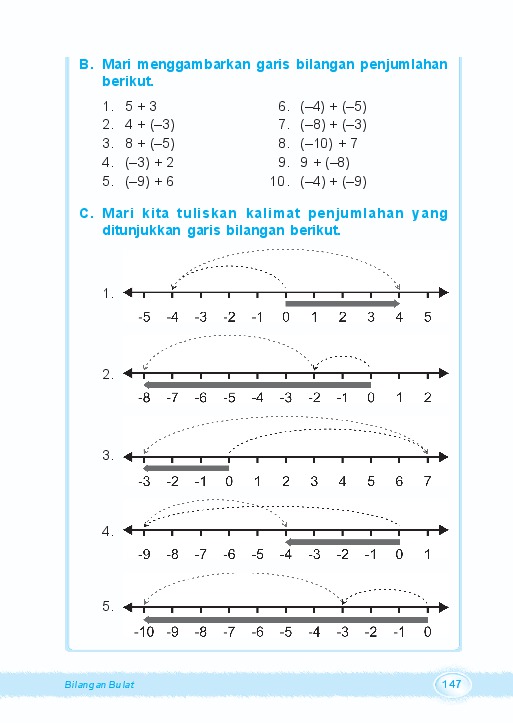 B. Mari menggambarkan garis bilangan penjumlahan
berikut.
1. 5 + 3
2. 4 + (–3)
3. 8 + (–5)
4. (–3) + 2
5. (–9) + 6
6. (–4) + (–5)
7. (–8) + (–3)
8. (–10) + 7
9. 9 + (–8)
10. (–4) + (–9)
C. Mari kita tuliskan kalimat penjumlahan yang
ditunjukkan garis bilangan berikut.
1.
-5 -4 -3 -2 -1 0 1 2 3 4 5
2.
-8 -7 -6 -5 -4 -3 -2 -1 0 1 2
3.
-3 -2 -1 0 1 2 3 4 5 6 7
4.
-9 -8 -7 -6 -5 -4 -3 -2 -1 0 1
5.
-10 -9 -8 -7 -6 -5 -4 -3 -2 -1 0
Bilangan Bulat 147